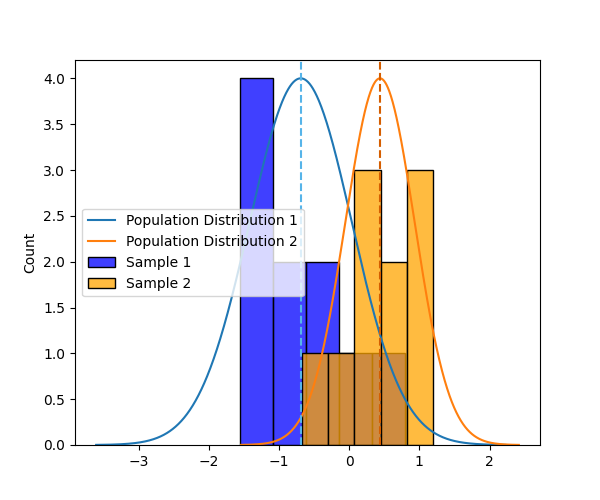 4.0
3.5
3.0
2.5
2.0
1.5
1.0
0.5
0.0
Count
Population Distribution 1
Population Distribution 2
Sample 1
Sample 2
−3 −2 −1 0 1 2